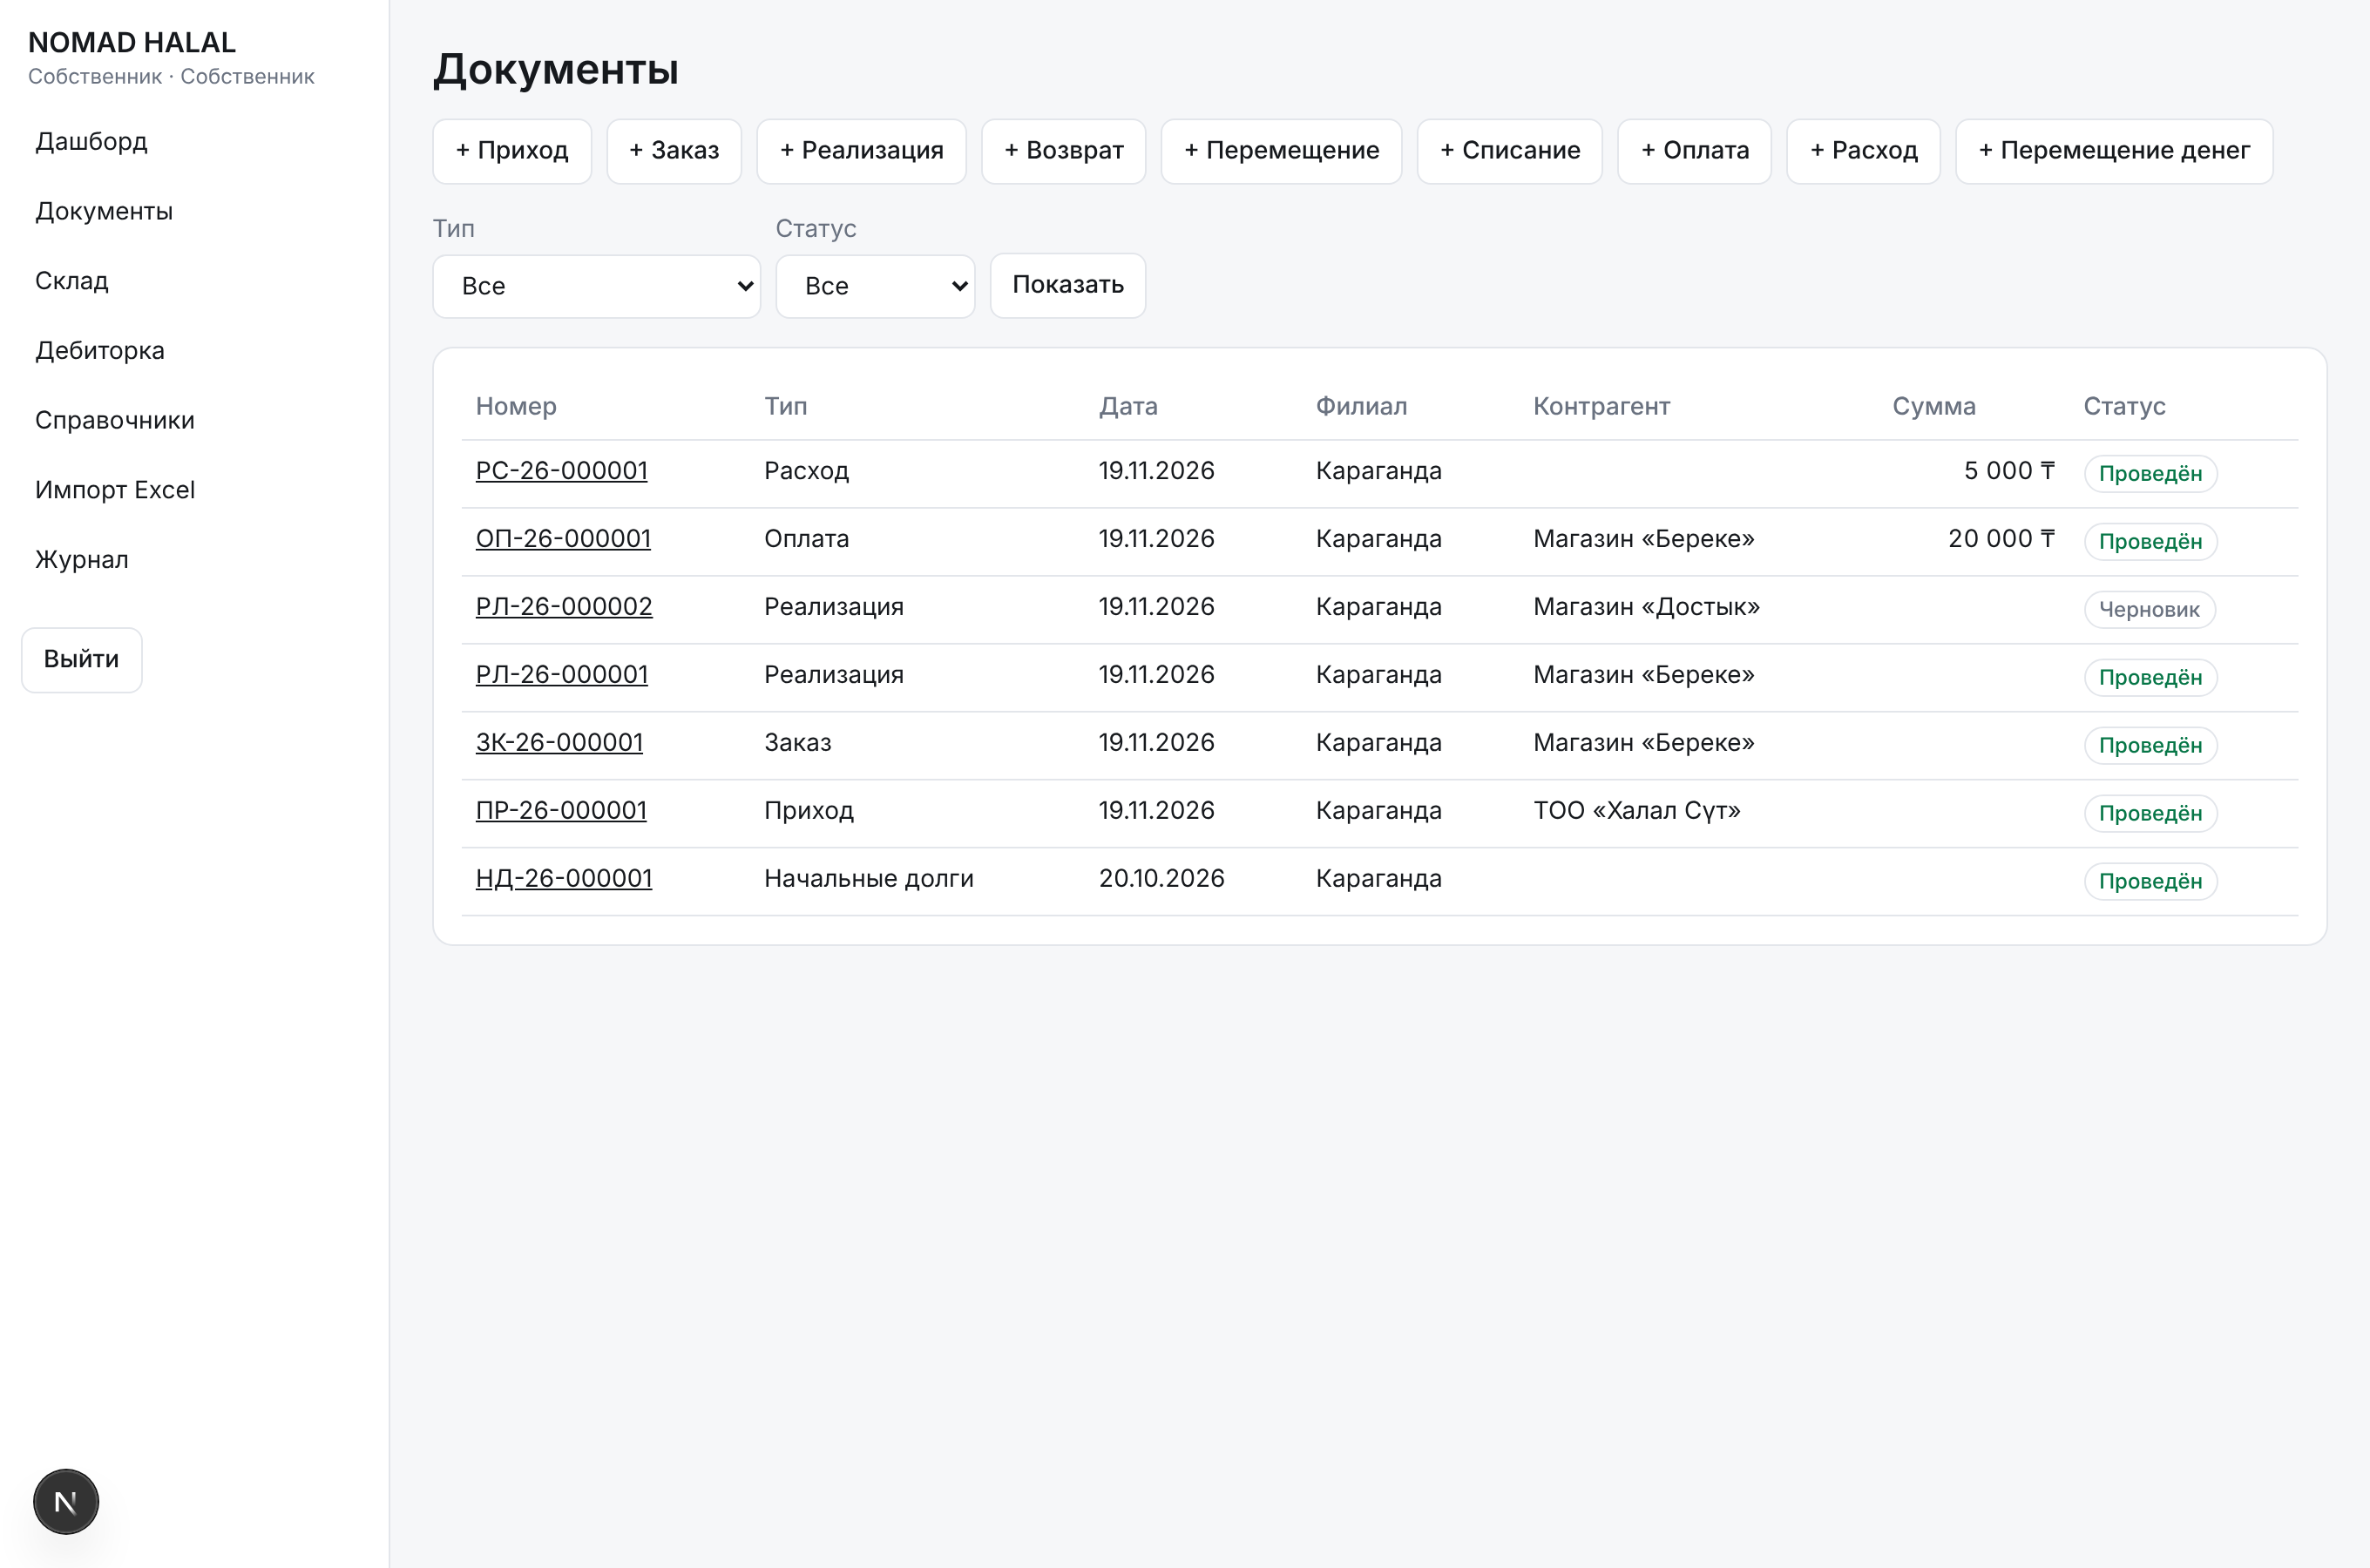 NOMAD HALAL
Собственник · Собственник
Дашборд
Документы
Склад
Дебиторка
Справочники
Импорт Excel
Журнал
Выйти
N
Документы
+ Приход + Заказ + Реализация + Возврат + Перемещение + Списание + Оплата + Расход + Перемещение денег
Тип Статус
Все Все Показать
Номер Тип Дата Филиал Контрагент Сумма Статус
РС-26-000001 Расход 19.11.2026 Караганда 5 000 ₸ Проведён
ОП-26-000001 Оплата 19.11.2026 Караганда Магазин «Береке» 20 000 ₸ Проведён
РЛ-26-000002 Реализация 19.11.2026 Караганда Магазин «Достык» Черновик
РЛ-26-000001 Реализация 19.11.2026 Караганда Магазин «Береке» Проведён
ЗК-26-000001 Заказ 19.11.2026 Караганда Магазин «Береке» Проведён
ПР-26-000001 Приход 19.11.2026 Караганда ТОО «Халал Сүт» Проведён
НД-26-000001 Начальные долги 20.10.2026 Караганда Проведён